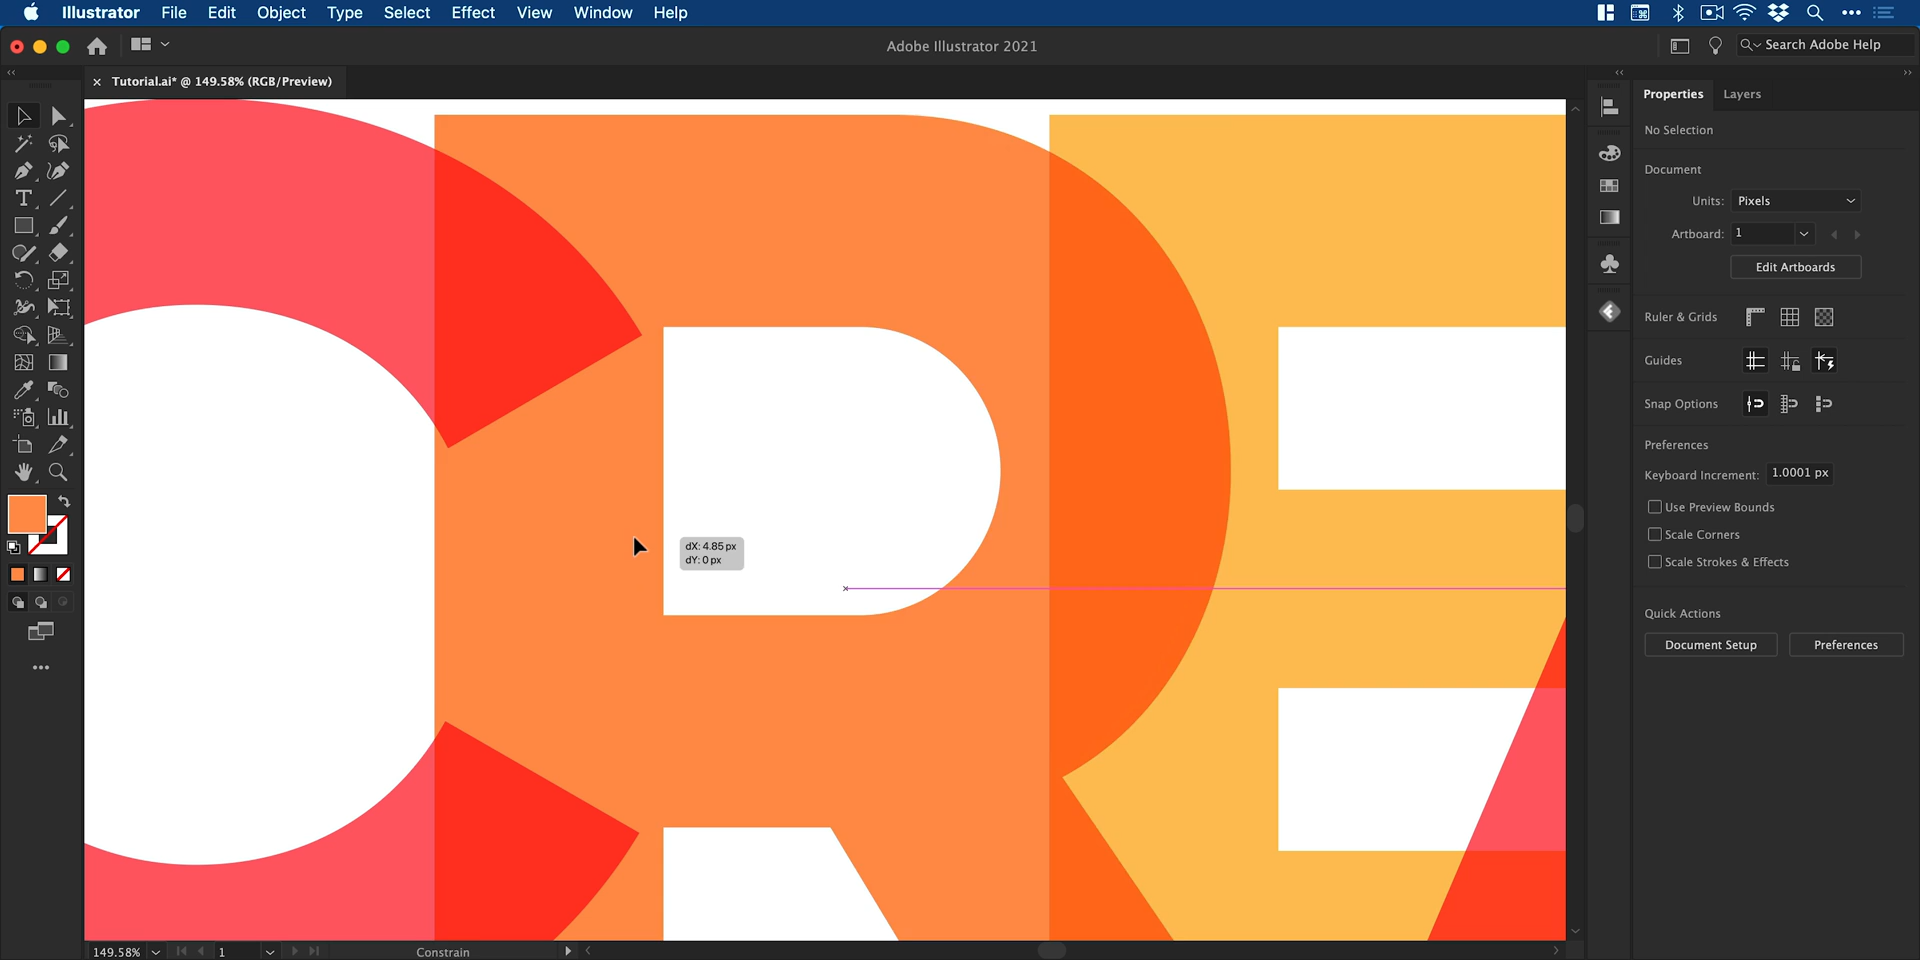 Illustrator File Edit Object Type Select Effect View Window Help
Adobe Illustrator 2021
Search Adobe Help
× Tutorial.ai* @ 149.58% (RGB/Preview)
Properties Layers
No Selection
Document
Units: Pixels
Artboard: 1
Edit Artboards
Ruler & Grids
Guides
Snap Options
Preferences
Keyboard Increment: 1.0001 px
Use Preview Bounds
Scale Corners
Scale Strokes & Effects
Quick Actions
Document Setup Preferences
CRE
dX: 4.85 px
dY: 0 px
149.58% 1 Constrain